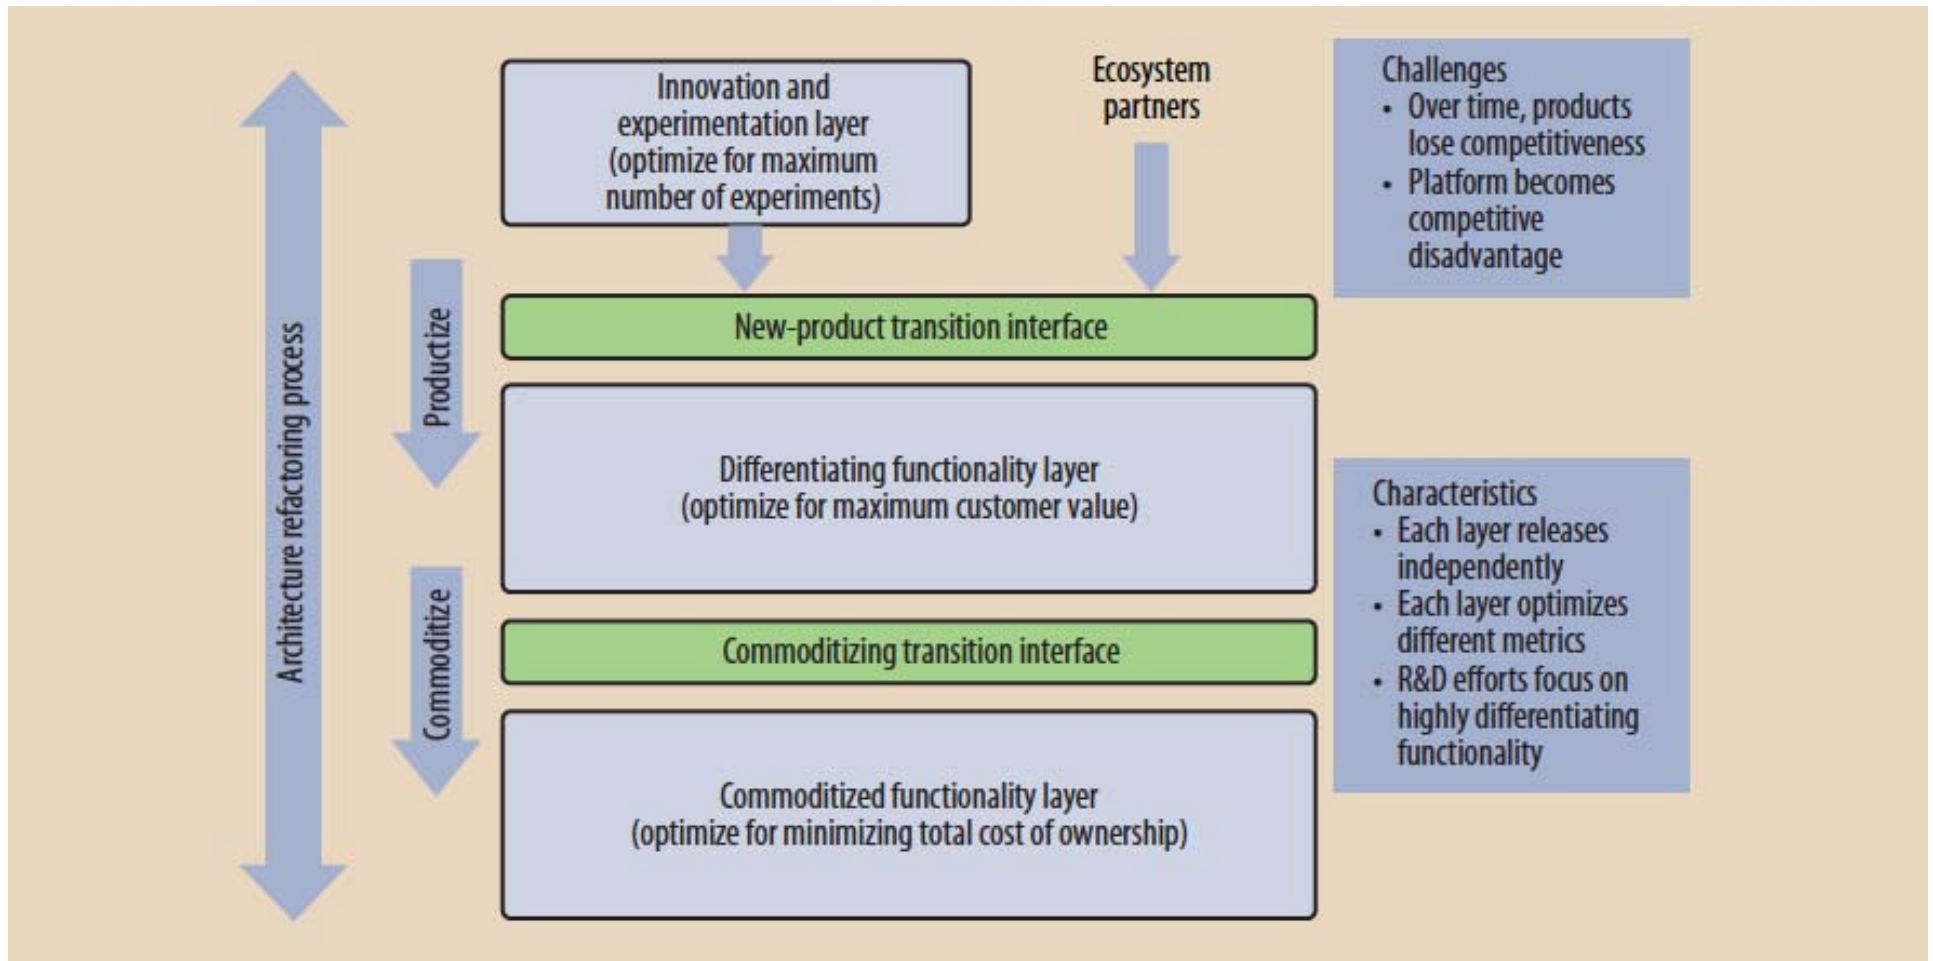 Innovation and
experimentation layer
(optimize for maximum
number of experiments)
Ecosystem
partners
Challenges
• Over time, products
lose competitiveness
• Platform becomes
competitive
disadvantage
Architecture refactoring process
Productize
New-product transition interface
Differentiating functionality layer
(optimize for maximum customer value)
Commoditize
Commoditizing transition interface
Commoditized functionality layer
(optimize for minimizing total cost of ownership)
Characteristics
• Each layer releases
independently
• Each layer optimizes
different metrics
• R&D efforts focus on
highly differentiating
functionality